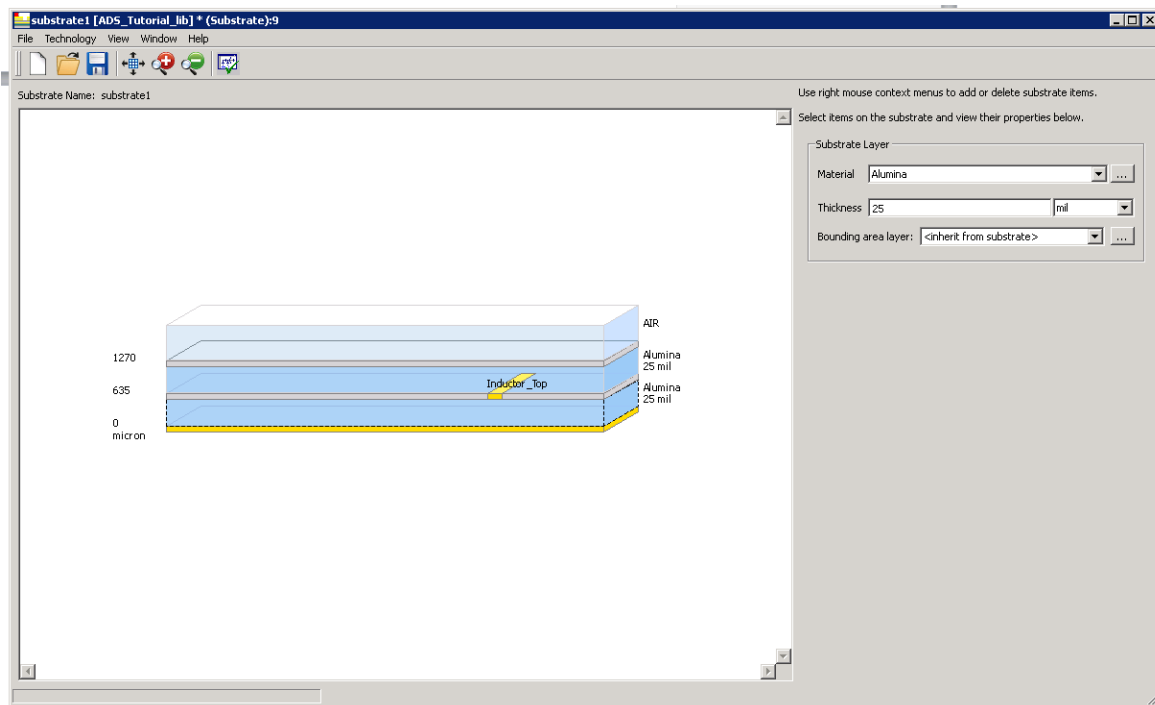 substrate1 [ADS_Tutorial_lib] * (Substrate):9
File Technology View Window Help
Substrate Name: substrate1
Use right mouse context menus to add or delete substrate items.
Select items on the substrate and view their properties below.
Substrate Layer
Material Alumina ...
Thickness 25 mil
Bounding area layer: <inherit from substrate> ...
AIR
1270
Alumina
25 mil
Inductor_Top
635
Alumina
25 mil
0
micron